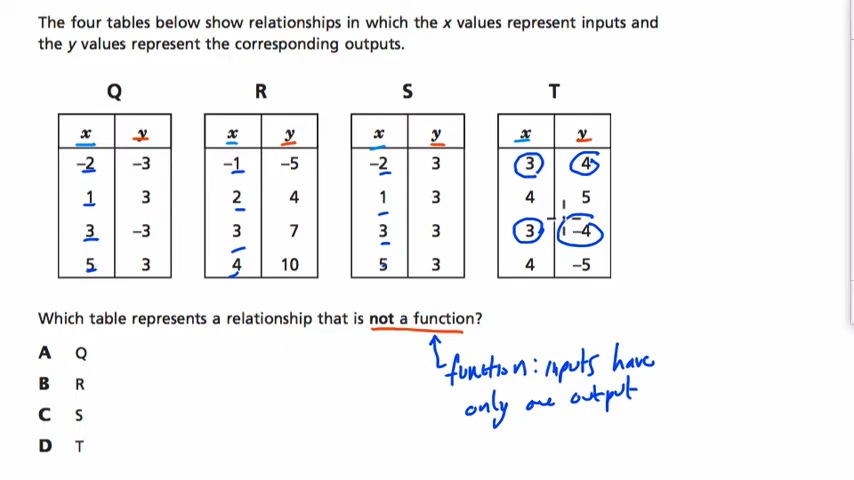 The four tables below show relationships in which the x values represent inputs and
the y values represent the corresponding outputs.
Q R S T
x y x y x y x y
-2 -3 -1 -5 -2 3 3 4
1 3 2 4 1 3 4 5
3 -3 3 7 3 3 3 -4
5 3 4 10 5 3 4 -5
Which table represents a relationship that is not a function?
A Q
B R
C S
D T
function: inputs have
only one output